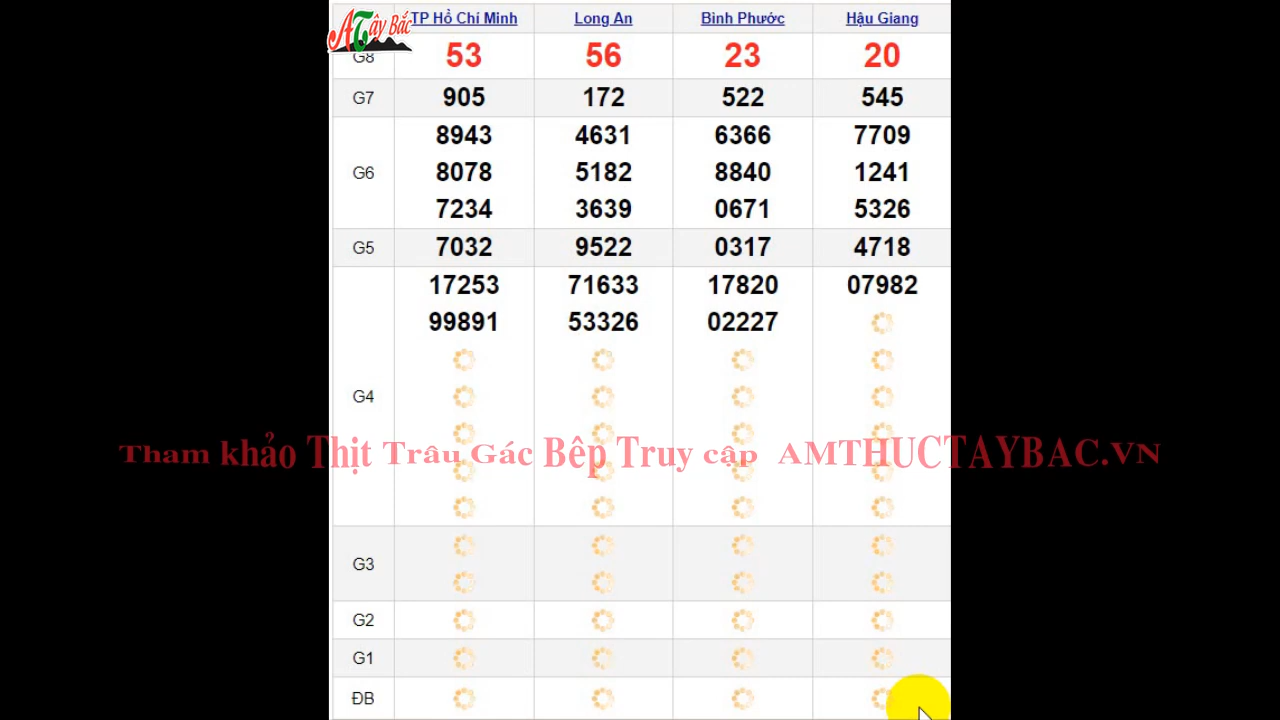 ATây Bắc
TP Hồ Chí Minh Long An Bình Phước Hậu Giang
G8 53 56 23 20
G7 905 172 522 545
8943 4631 6366 7709
G6 8078 5182 8840 1241
7234 3639 0671 5326
G5 7032 9522 0317 4718
17253 71633 17820 07982
99891 53326 02227
G4
Tham khảo Thịt Trâu Gác Bếp Truy cập AMTHUCTAYBAC.VN
G3
G2
G1
ĐB